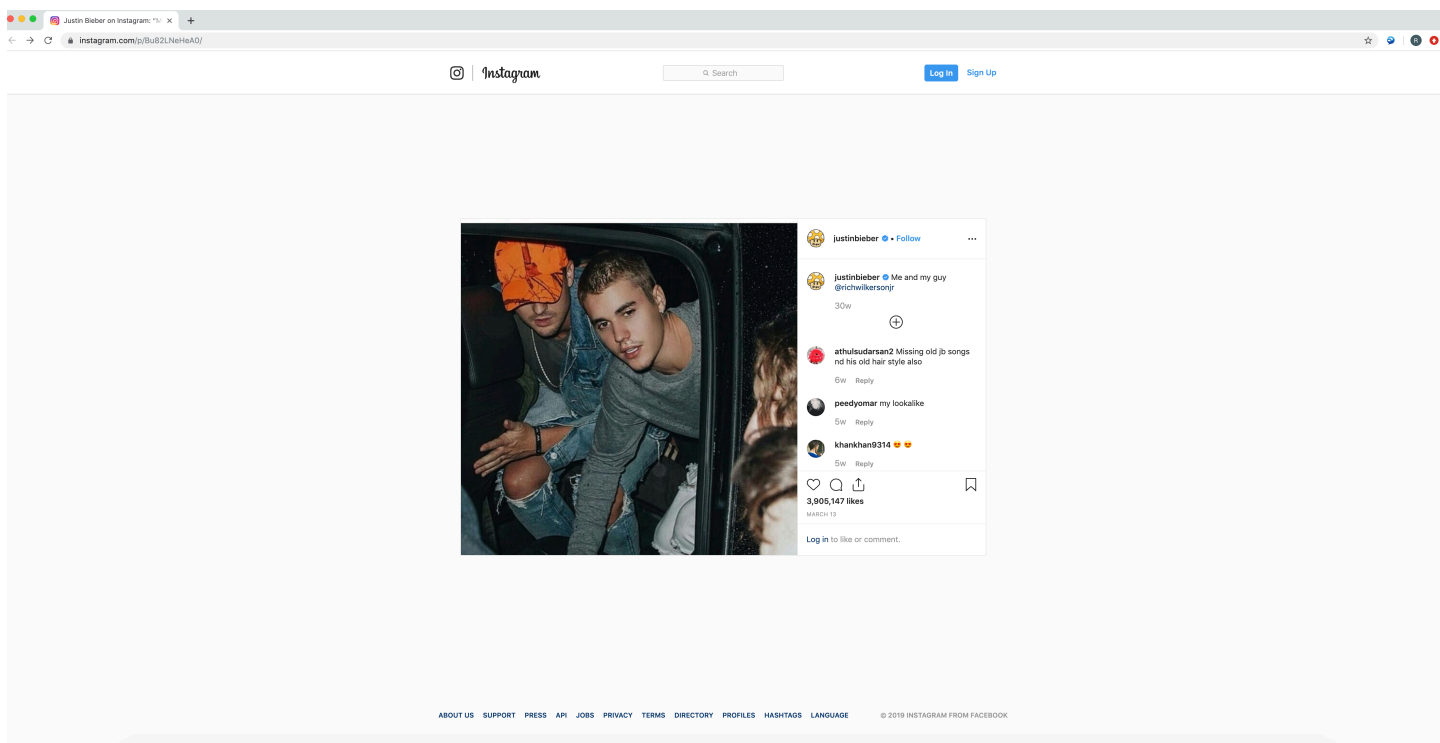 Justin Bieber on Instagram: "M
instagram.com/p/Bu82LNeHeA0/
R
Instagram
Search
Log In
Sign Up
justinbieber • Follow
justinbieber Me and my guy
@richwilkersonjr
30w
athulsudarsan2 Missing old jb songs
nd his old hair style also
6w Reply
peedyomar my lookalike
5w Reply
khankhan9314 😍 😍
5w Reply
3,905,147 likes
MARCH 13
Log in to like or comment.
ABOUT US SUPPORT PRESS API JOBS PRIVACY TERMS DIRECTORY PROFILES HASHTAGS LANGUAGE © 2019 INSTAGRAM FROM FACEBOOK